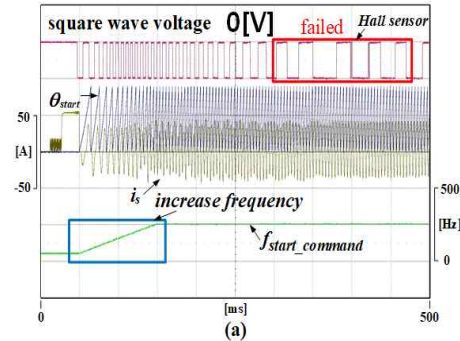 square wave voltage 0[V] failed Hall sensor
θstart
50
[A]
-50
is
500
increase frequency
[Hz]
fstart_command
0
0
[ms]
500
(a)